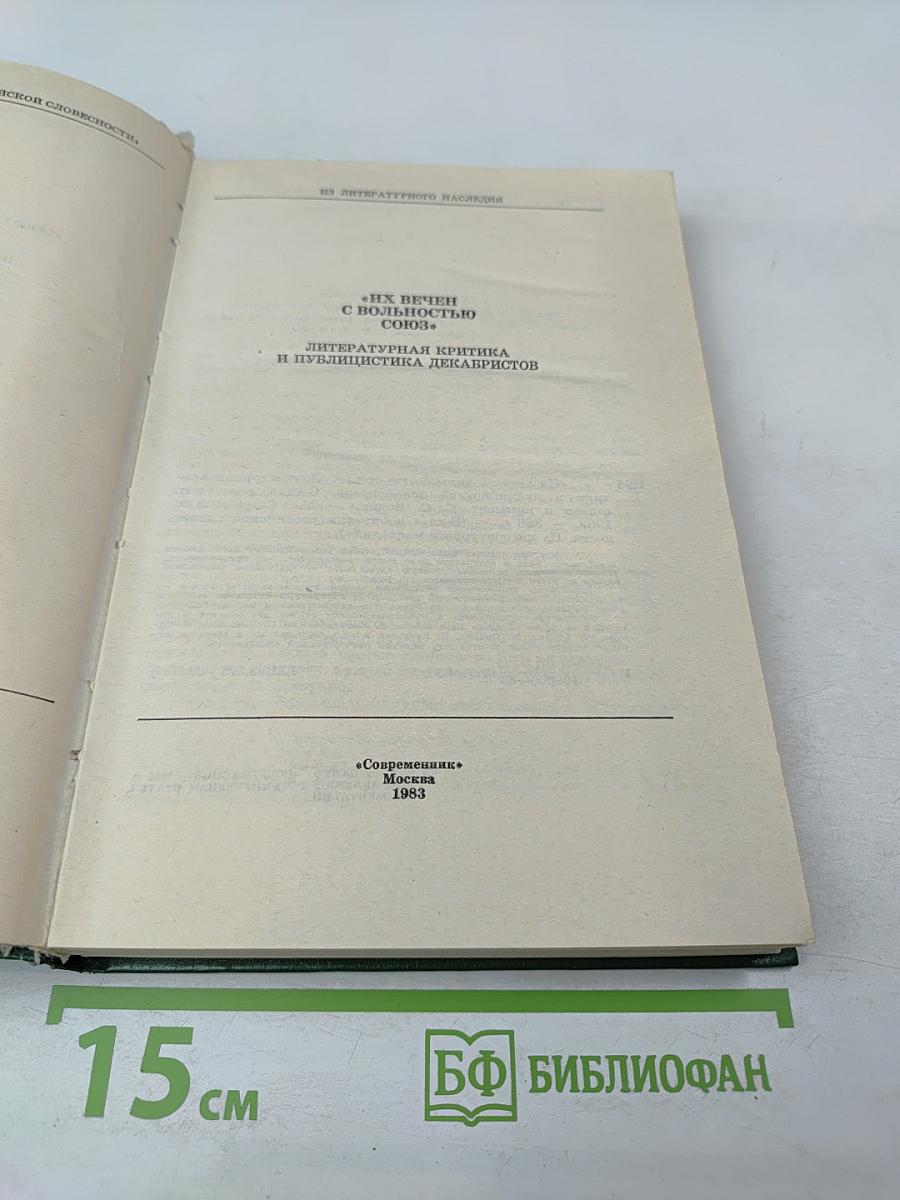 СЛОВЕСНОСТИ»
ИЗ ЛИТЕРАТУРНОГО НАСЛЕДИЯ
«ИХ ВЕЧЕН
С ВОЛЬНОСТЬЮ
СОЮЗ»
ЛИТЕРАТУРНАЯ КРИТИКА
И ПУБЛИЦИСТИКА ДЕКАБРИСТОВ
«Современник»
Москва
1983
15 см
БФ БИБЛИОФАН